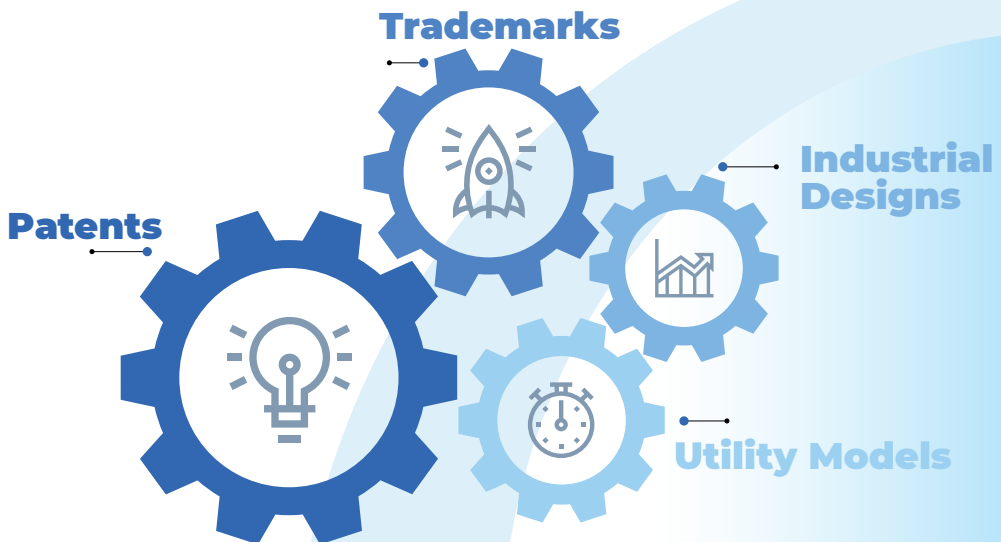 Trademarks
Industrial
Designs
Patents
Utility Models